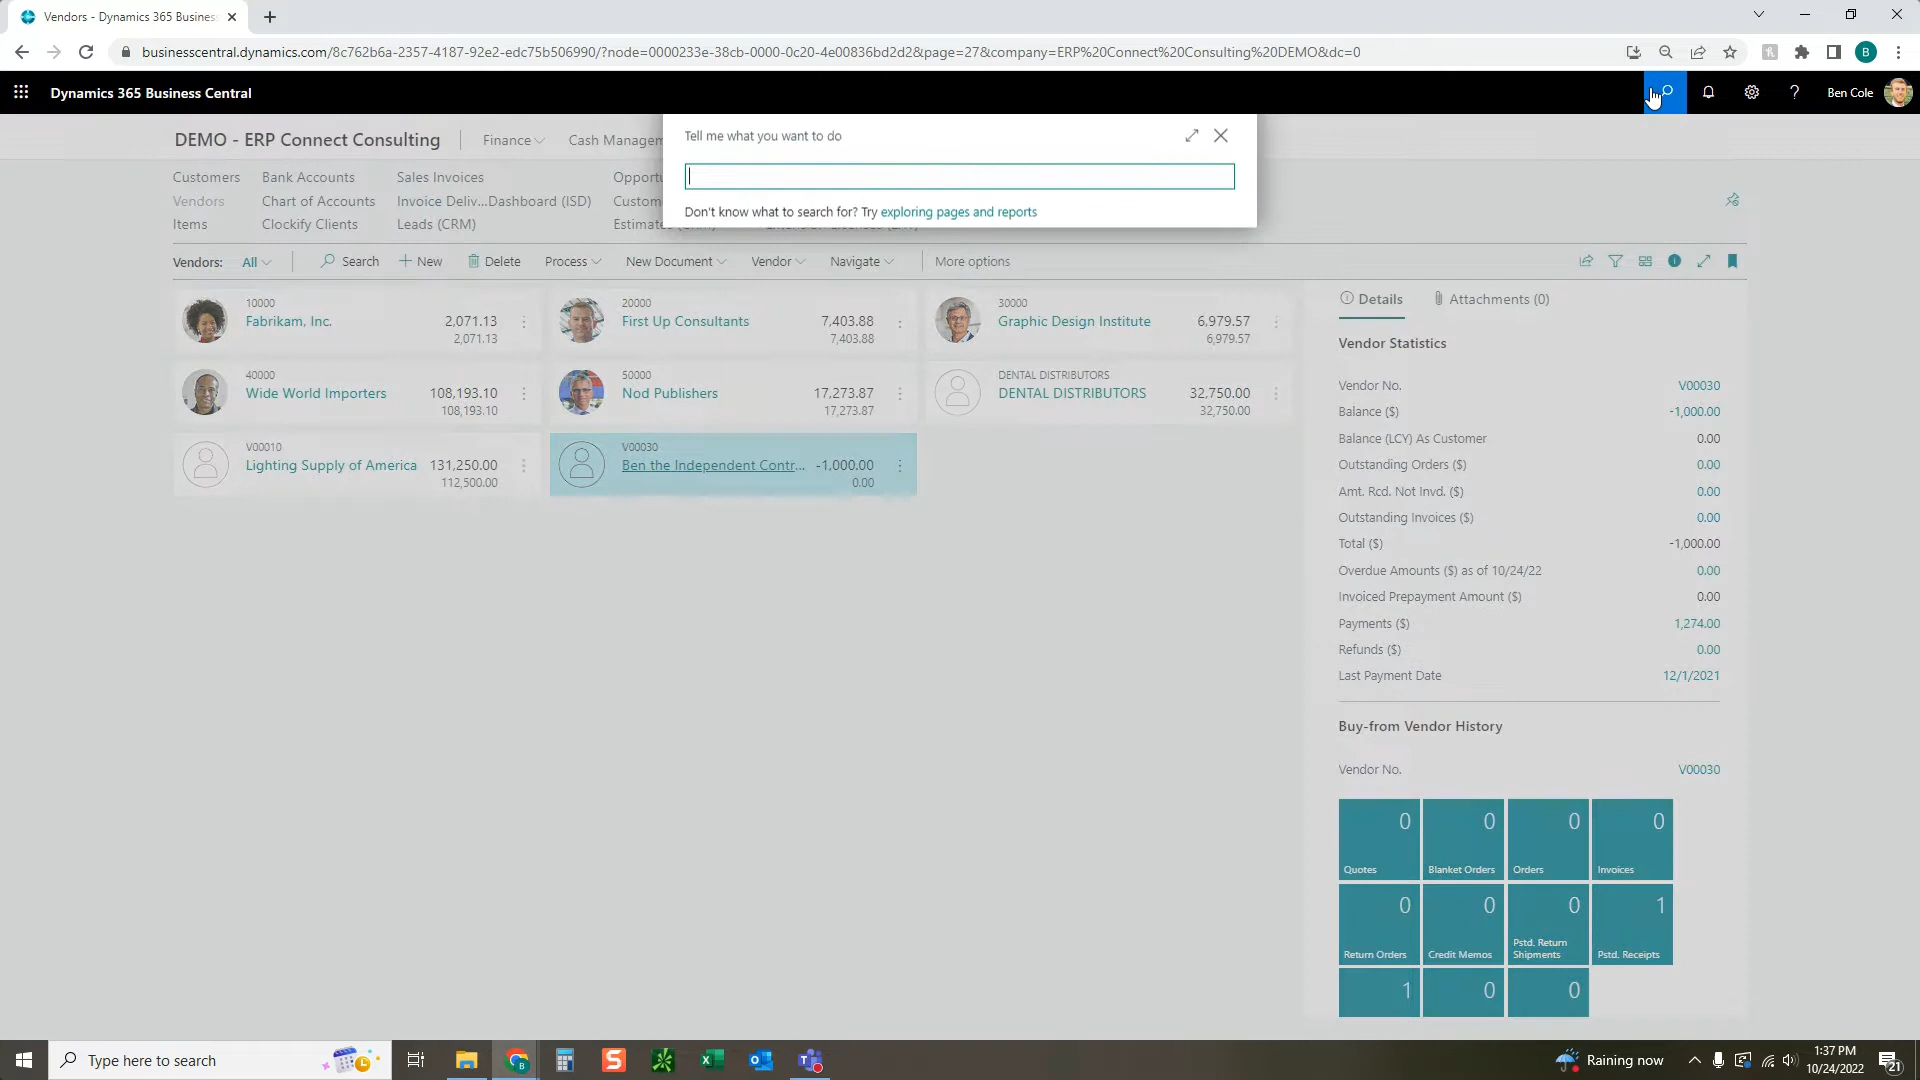 Vendors - Dynamics 365 Busines
businesscentral.dynamics.com/8c762b6a-2357-4187-92e2-edc75b506990/?node=0000233e-38cb-0000-0c20-4e00836bd2d2&page=27&company=ERP%20Connect%20Consulting%20DEMO&dc=0
B
Dynamics 365 Business Central
Ben Cole
DEMO - ERP Connect Consulting
Finance
Cash Managem
Tell me what you want to do
Don't know what to search for? Try exploring pages and reports
Customers Bank Accounts Sales Invoices
Vendors Chart of Accounts Invoice Deliv...Dashboard (ISD)
Items Clockify Clients Leads (CRM)
Vendors: All Search New Delete Process New Document Vendor Navigate More options
10000
Fabrikam, Inc. 2,071.13
2,071.13
20000
First Up Consultants 7,403.88
7,403.88
30000
Graphic Design Institute 6,979.57
6,979.57
40000
Wide World Importers 108,193.10
108,193.10
50000
Nod Publishers 17,273.87
17,273.87
DENTAL DISTRIBUTORS
DENTAL DISTRIBUTORS 32,750.00
32,750.00
V00010
Lighting Supply of America 131,250.00
112,500.00
V00030
Ben the Independent Contr... -1,000.00
0.00
Details Attachments (0)
Vendor Statistics
Vendor No. V00030
Balance ($) -1,000.00
Balance (LCY) As Customer 0.00
Outstanding Orders ($) 0.00
Amt. Rcd. Not Invd. ($) 0.00
Outstanding Invoices ($) 0.00
Total ($) -1,000.00
Overdue Amounts ($) as of 10/24/22 0.00
Invoiced Prepayment Amount ($) 0.00
Payments ($) 1,274.00
Refunds ($) 0.00
Last Payment Date 12/1/2021
Buy-from Vendor History
Vendor No. V00030
0 0 0 0
Quotes Blanket Orders Orders Invoices
0 0 0 1
Return Orders Credit Memos Pstd. Return Shipments Pstd. Receipts
1 0 0
Type here to search
Raining now
1:37 PM
10/24/2022
21